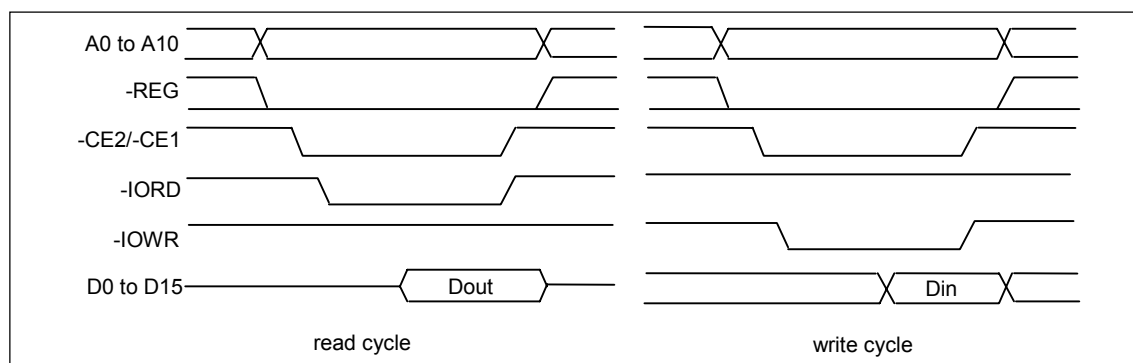 A0 to A10
-REG
-CE2/-CE1
-IORD
-IOWR
D0 to D15 Dout Din
read cycle write cycle